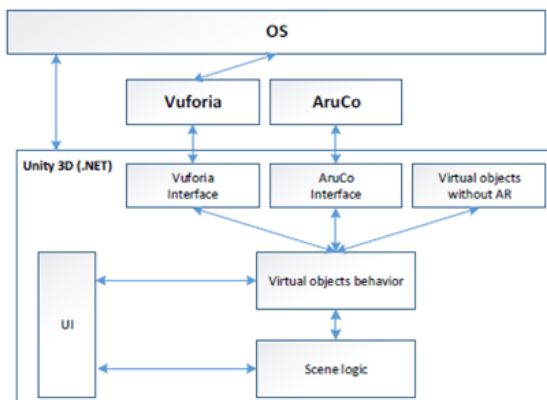 OS
Vuforia
AruCo
Unity 3D (.NET)
Vuforia
Interface
AruCo
Interface
Virtual objects
without AR
UI
Virtual objects behavior
Scene logic